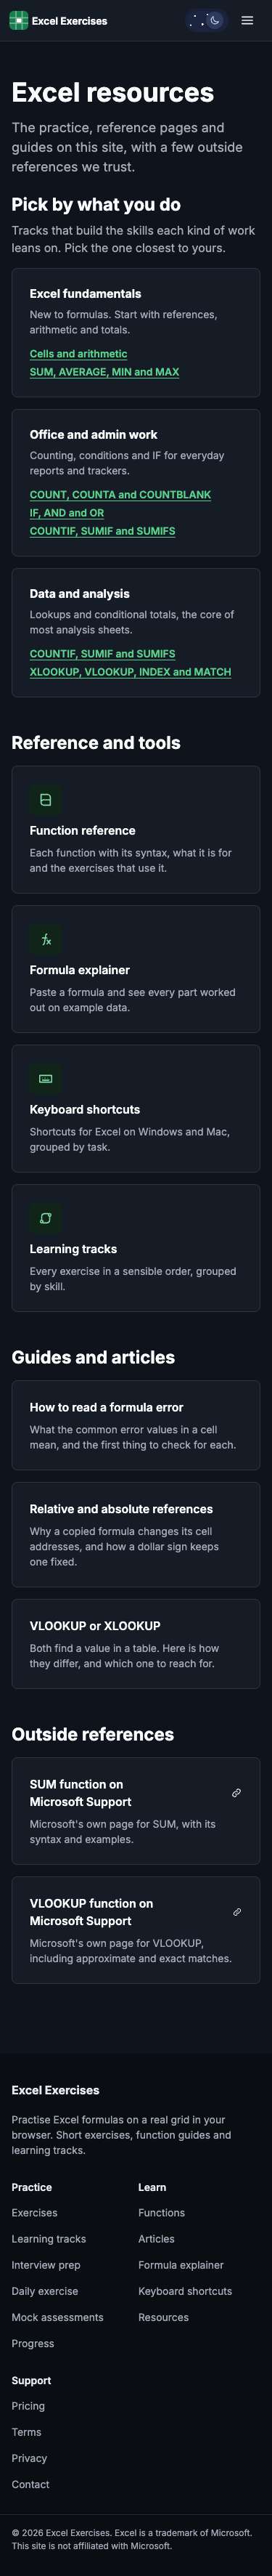 Excel Exercises
Excel resources
The practice, reference pages and
guides on this site, with a few outside
references we trust.
Pick by what you do
Tracks that build the skills each kind of work
leans on. Pick the one closest to yours.
Excel fundamentals
New to formulas. Start with references,
arithmetic and totals.
Cells and arithmetic
SUM, AVERAGE, MIN and MAX
Office and admin work
Counting, conditions and IF for everyday
reports and trackers.
COUNT, COUNTA and COUNTBLANK
IF, AND and OR
COUNTIF, SUMIF and SUMIFS
Data and analysis
Lookups and conditional totals, the core of
most analysis sheets.
COUNTIF, SUMIF and SUMIFS
XLOOKUP, VLOOKUP, INDEX and MATCH
Reference and tools
Function reference
Each function with its syntax, what it is for
and the exercises that use it.
Formula explainer
Paste a formula and see every part worked
out on example data.
Keyboard shortcuts
Shortcuts for Excel on Windows and Mac,
grouped by task.
Learning tracks
Every exercise in a sensible order, grouped
by skill.
Guides and articles
How to read a formula error
What the common error values in a cell
mean, and the first thing to check for each.
Relative and absolute references
Why a copied formula changes its cell
addresses, and how a dollar sign keeps
one fixed.
VLOOKUP or XLOOKUP
Both find a value in a table. Here is how
they differ, and which one to reach for.
Outside references
SUM function on
Microsoft Support
Microsoft's own page for SUM, with its
syntax and examples.
VLOOKUP function on
Microsoft Support
Microsoft's own page for VLOOKUP,
including approximate and exact matches.
Excel Exercises
Practise Excel formulas on a real grid in your
browser. Short exercises, function guides and
learning tracks.
Practice
Exercises
Learning tracks
Interview prep
Daily exercise
Mock assessments
Progress
Learn
Functions
Articles
Formula explainer
Keyboard shortcuts
Resources
Support
Pricing
Terms
Privacy
Contact
© 2026 Excel Exercises. Excel is a trademark of Microsoft.
This site is not affiliated with Microsoft.